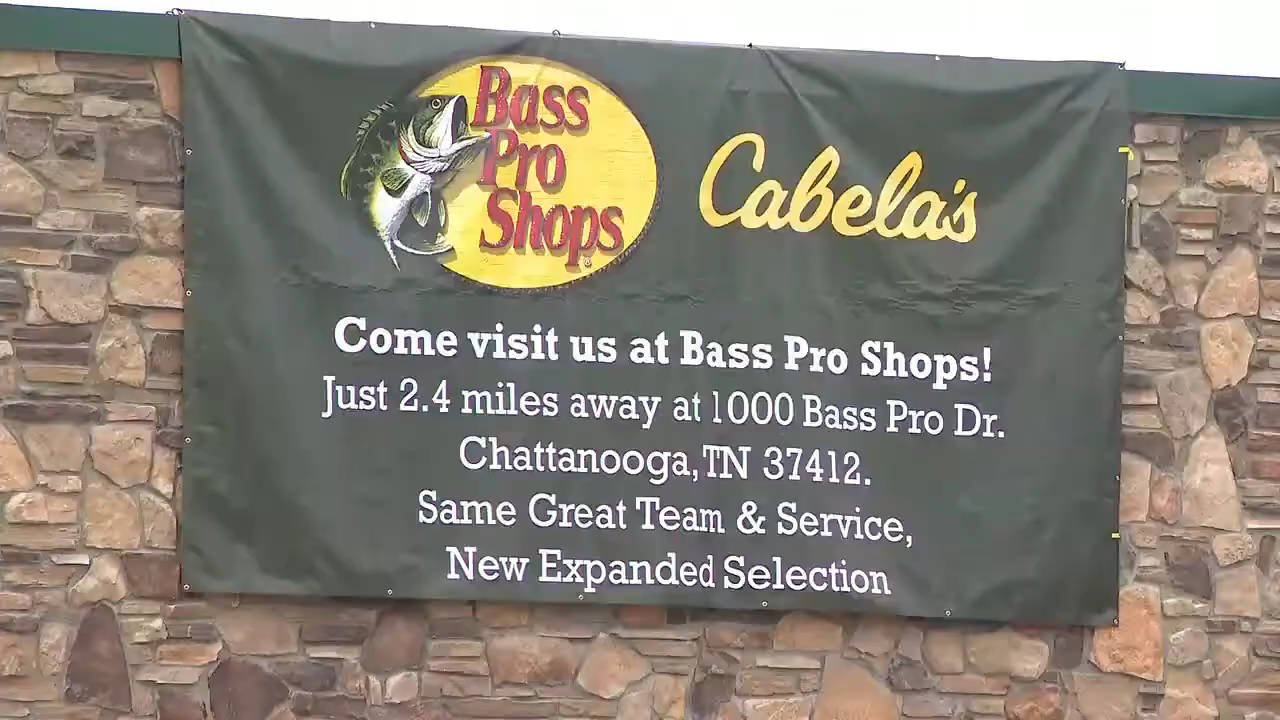 Bass
Pro
Shops
®
Cabela's
Come visit us at Bass Pro Shops!
Just 2.4 miles away at 1000 Bass Pro Dr.
Chattanooga, TN 37412.
Same Great Team & Service,
New Expanded Selection